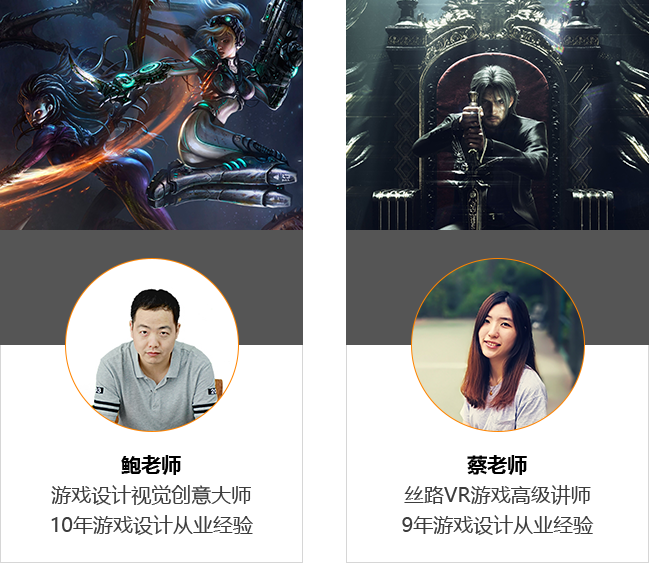 鲍老师
游戏设计视觉创意大师
10年游戏设计从业经验
蔡老师
丝路VR游戏高级讲师
9年游戏设计从业经验